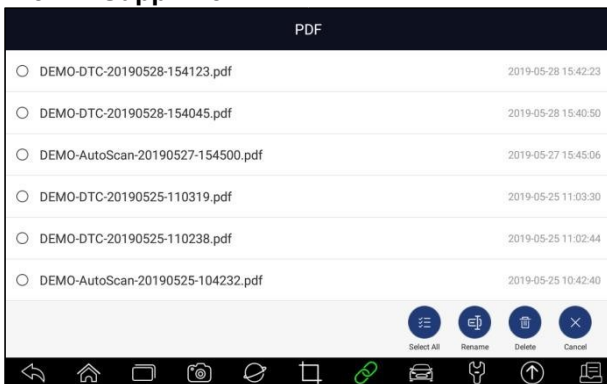 PDF
DEMO-DTC-20190528-154123.pdf 2019-05-28 15:42:23
DEMO-DTC-20190528-154045.pdf 2019-05-28 15:40:50
DEMO-AutoScan-20190527-154500.pdf 2019-05-27 15:45:06
DEMO-DTC-20190525-110319.pdf 2019-05-25 11:03:30
DEMO-DTC-20190525-110238.pdf 2019-05-25 11:02:44
DEMO-AutoScan-20190525-104232.pdf 2019-05-25 10:42:40
Select All Rename Delete Cancel